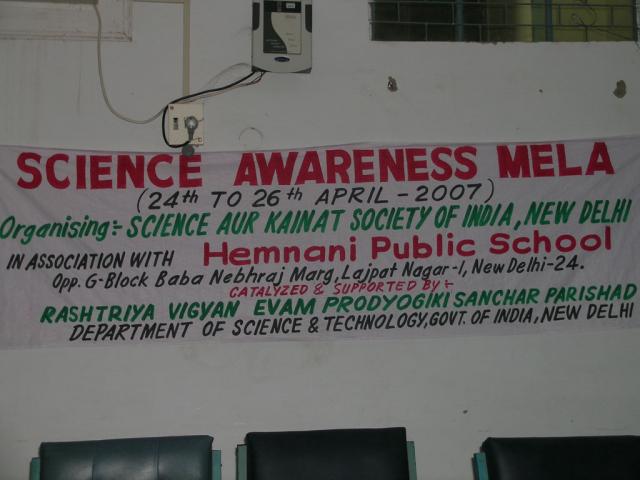 SCIENCE AWARENESS MELA
(24th TO 26th APRIL - 2007)
Organising:- SCIENCE AUR KAINAT SOCIETY OF INDIA, NEW DELHI
IN ASSOCIATION WITH Hemnani Public School
Opp. G-Block Baba Nebhraj Marg, Lajpat Nagar-1, New Delhi-24.
CATALYZED & SUPPORTED BY:-
RASHTRIYA VIGYAN EVAM PRODYOGIKI SANCHAR PARISHAD
DEPARTMENT OF SCIENCE & TECHNOLOGY, GOVT. OF INDIA, NEW DELHI